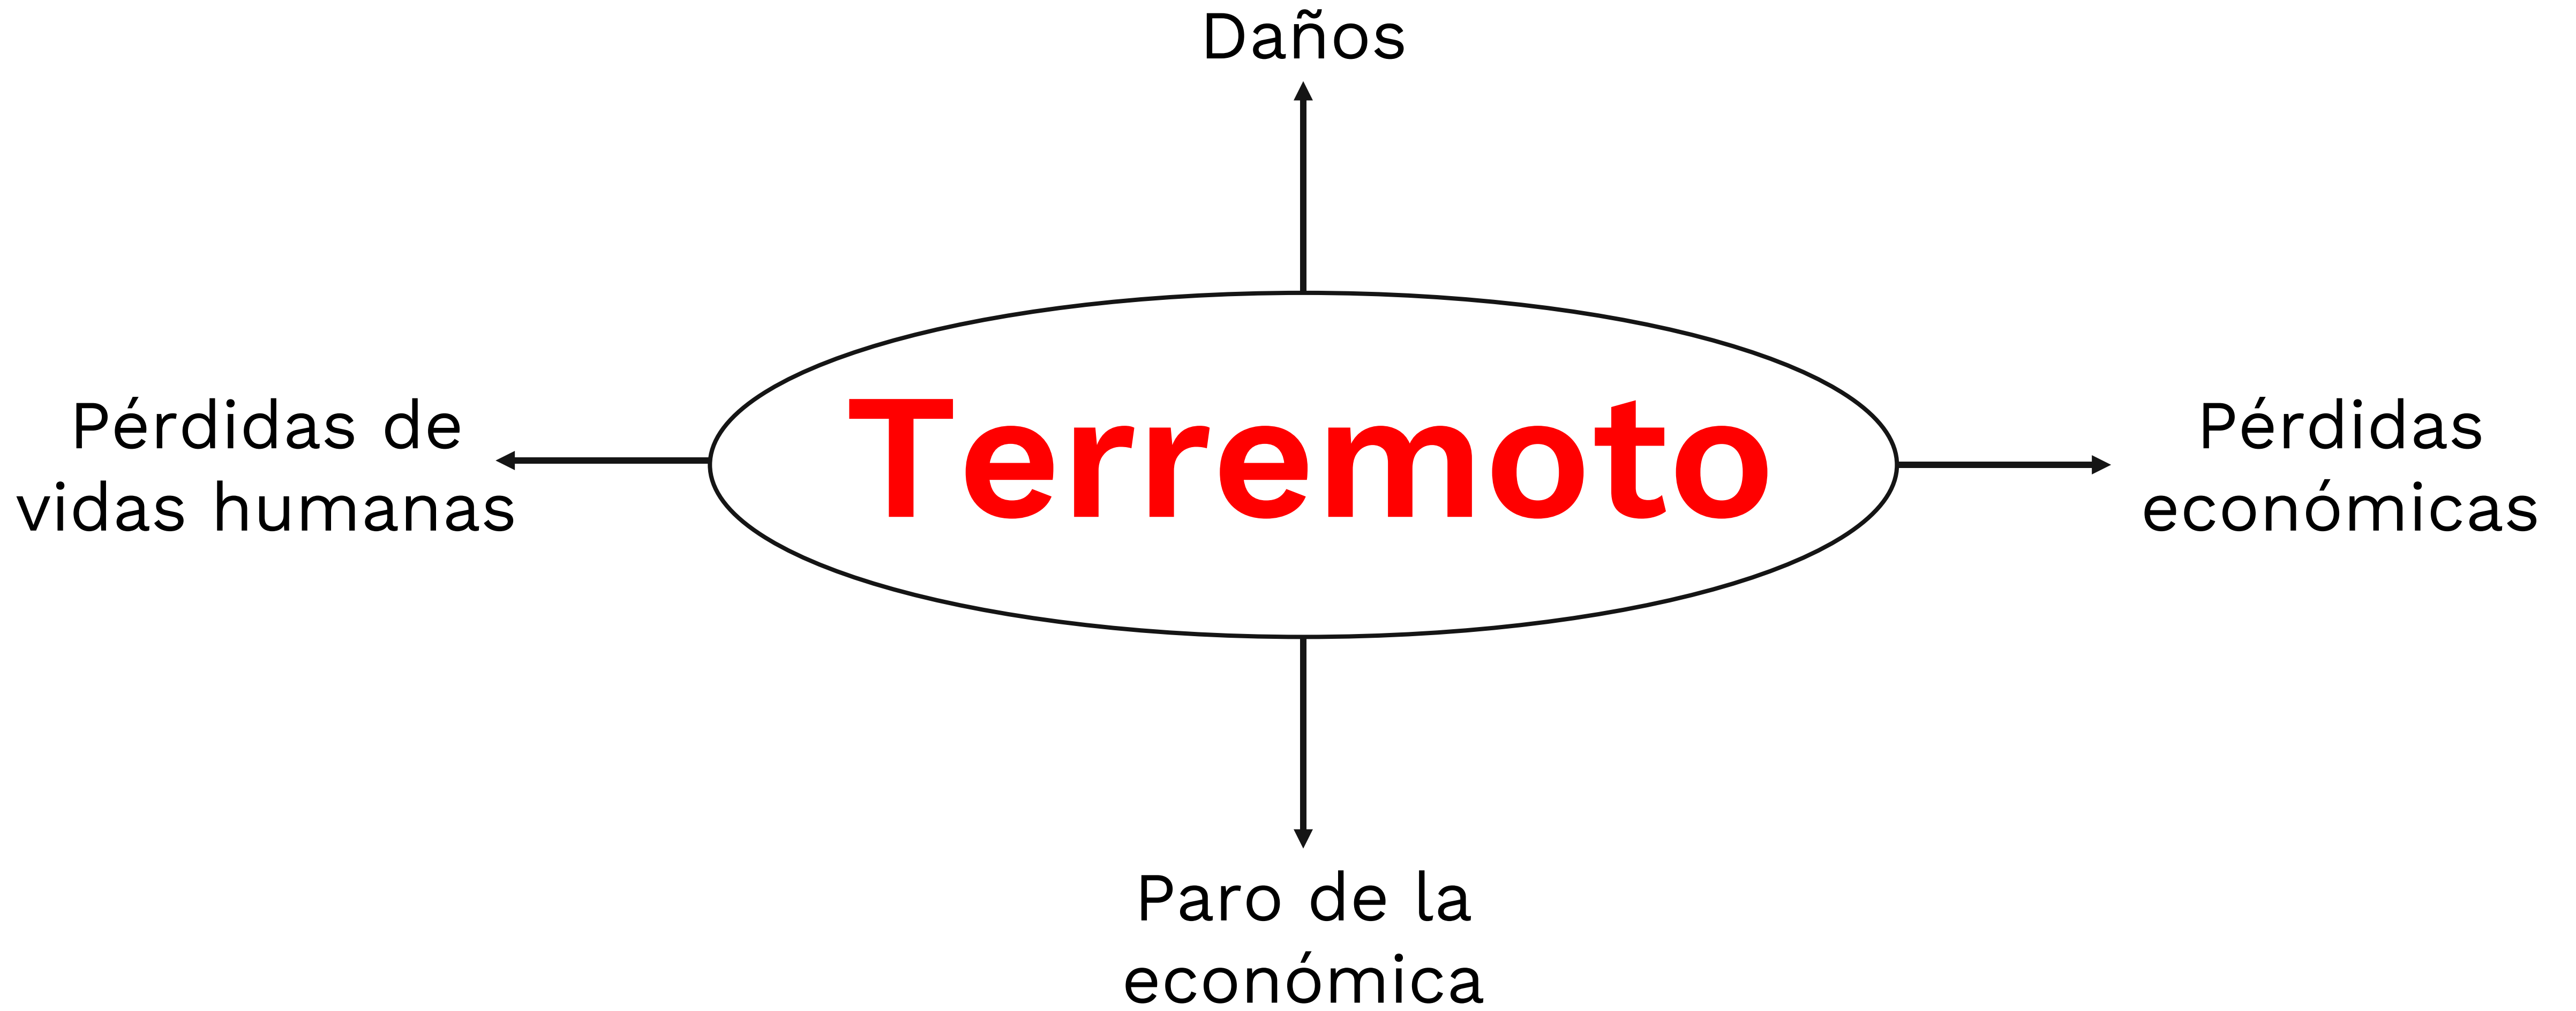 Daños
Pérdidas de
vidas humanas
Terremoto
Pérdidas
económicas
Paro de la
económica